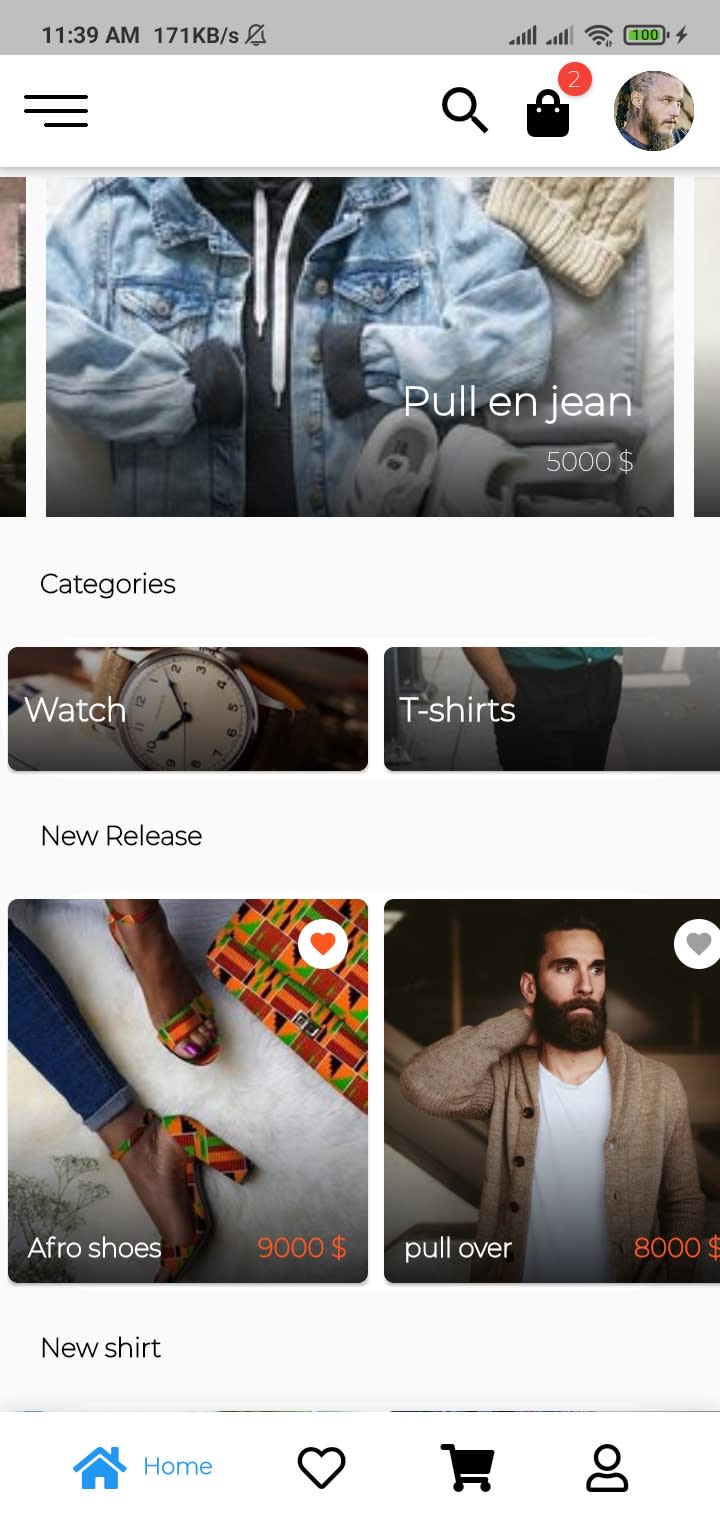 11:39 AM 171KB/s 100
2
Pull en jean
5000 $
Categories
Watch
T-shirts
New Release
Afro shoes 9000 $
pull over 8000 $
New shirt
Home